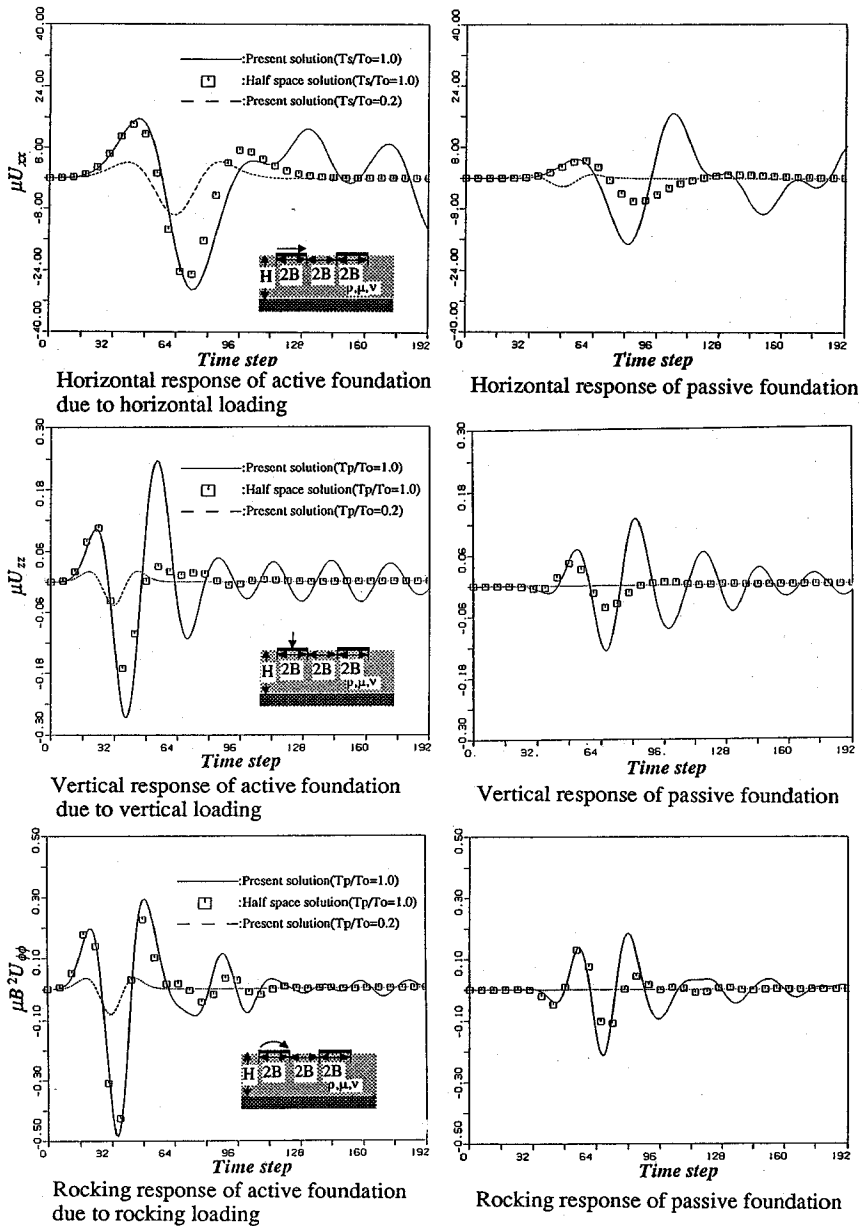 40.00
24.00
8.00
-8.00
-24.00
-40.00
μU_xx
:Present solution(Ts/To=1.0)
:Half space solution(Ts/To=1.0)
:Present solution(Ts/To=0.2)
H
2B
2B
2B
ρ,μ,ν
0 32 64 96 128 160 192
Time step
Horizontal response of active foundation
due to horizontal loading
40.00
24.00
8.00
-8.00
-24.00
-40.00
0 32 64 96 128 160 192
Time step
Horizontal response of passive foundation
0.30
0.18
0.06
-0.06
-0.18
-0.30
μU_zz
:Present solution(Tp/To=1.0)
:Half space solution(Tp/To=1.0)
:Present solution(Tp/To=0.2)
H
2B
2B
2B
ρ,μ,ν
0 32 64 96 128 160 192
Time step
Vertical response of active foundation
due to vertical loading
0.30
0.18
0.06
-0.06
-0.18
-0.30
0. 32. 64 96. 128 160 192
Time step
Vertical response of passive foundation
0.50
0.30
0.10
-0.10
-0.30
-0.50
μB²U_ϕϕ
:Present solution(Tp/To=1.0)
:Half space solution(Tp/To=1.0)
:Present solution(Tp/To=0.2)
H
2B
2B
2B
ρ,μ,ν
0 32 64 96 128 160 192
Time step
Rocking response of active foundation
due to rocking loading
0.50
0.30
0.10
-0.10
-0.30
-0.50
0 32 64 96 128 160 192
Time step
Rocking response of passive foundation